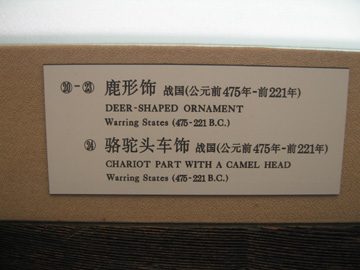 ⑳-㉓ 鹿形饰 战国(公元前475年-前221年)
DEER-SHAPED ORNAMENT
Warring States (475-221 B.C.)
㉔ 骆驼头车饰 战国(公元前475年-前221年)
CHARIOT PART WITH A CAMEL HEAD
Warring States (475-221 B.C.)